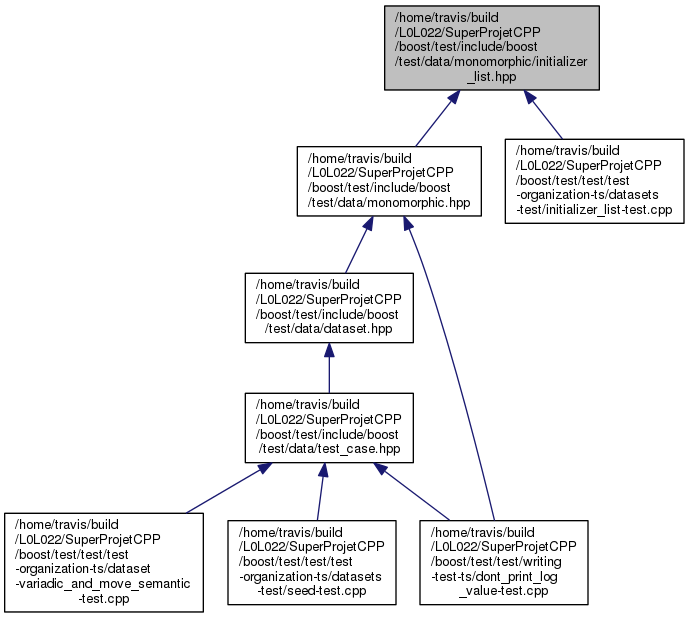 /home/travis/build
/L0L022/SuperProjetCPP
/boost/test/include/boost
/test/data/monomorphic/initializer
_list.hpp
/home/travis/build
/L0L022/SuperProjetCPP
/boost/test/include/boost
/test/data/monomorphic.hpp
/home/travis/build
/L0L022/SuperProjetCPP
/boost/test/test/test
-organization-ts/datasets
-test/initializer_list-test.cpp
/home/travis/build
/L0L022/SuperProjetCPP
/boost/test/include/boost
/test/data/dataset.hpp
/home/travis/build
/L0L022/SuperProjetCPP
/boost/test/include/boost
/test/data/test_case.hpp
/home/travis/build
/L0L022/SuperProjetCPP
/boost/test/test/test
-organization-ts/dataset
-variadic_and_move_semantic
-test.cpp
/home/travis/build
/L0L022/SuperProjetCPP
/boost/test/test/test
-organization-ts/datasets
-test/seed-test.cpp
/home/travis/build
/L0L022/SuperProjetCPP
/boost/test/test/writing
-test-ts/dont_print_log
_value-test.cpp